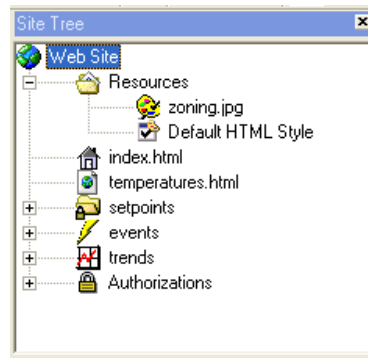 Site Tree
Web Site
Resources
zoning.jpg
Default HTML Style
index.html
temperatures.html
setpoints
events
trends
Authorizations